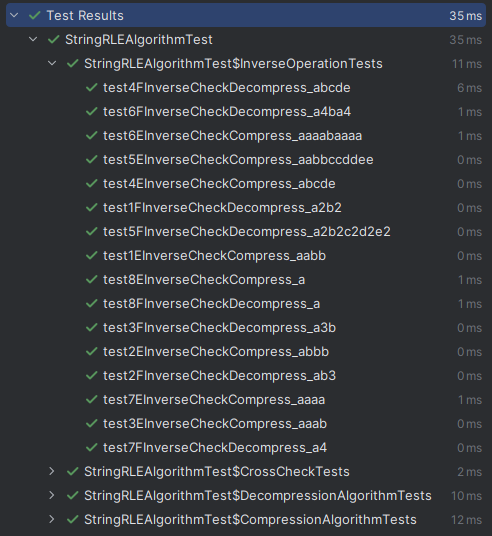 Test Results 35 ms
StringRLEAlgorithmTest 35 ms
StringRLEAlgorithmTest$InverseOperationTests 11 ms
test4FInverseCheckDecompress_abcde 6 ms
test6FInverseCheckDecompress_a4ba4 1 ms
test6EInverseCheckCompress_aaaabaaaa 1 ms
test5EInverseCheckCompress_aabbccddee 0 ms
test4EInverseCheckCompress_abcde 0 ms
test1FInverseCheckDecompress_a2b2 0 ms
test5FInverseCheckDecompress_a2b2c2d2e2 0 ms
test1EInverseCheckCompress_aabb 0 ms
test8EInverseCheckCompress_a 1 ms
test8FInverseCheckDecompress_a 1 ms
test3FInverseCheckDecompress_a3b 0 ms
test2EInverseCheckCompress_abbb 0 ms
test2FInverseCheckDecompress_ab3 0 ms
test7EInverseCheckCompress_aaaa 1 ms
test3EInverseCheckCompress_aaab 0 ms
test7FInverseCheckDecompress_a4 0 ms
StringRLEAlgorithmTest$CrossCheckTests 2 ms
StringRLEAlgorithmTest$DecompressionAlgorithmTests 10 ms
StringRLEAlgorithmTest$CompressionAlgorithmTests 12 ms